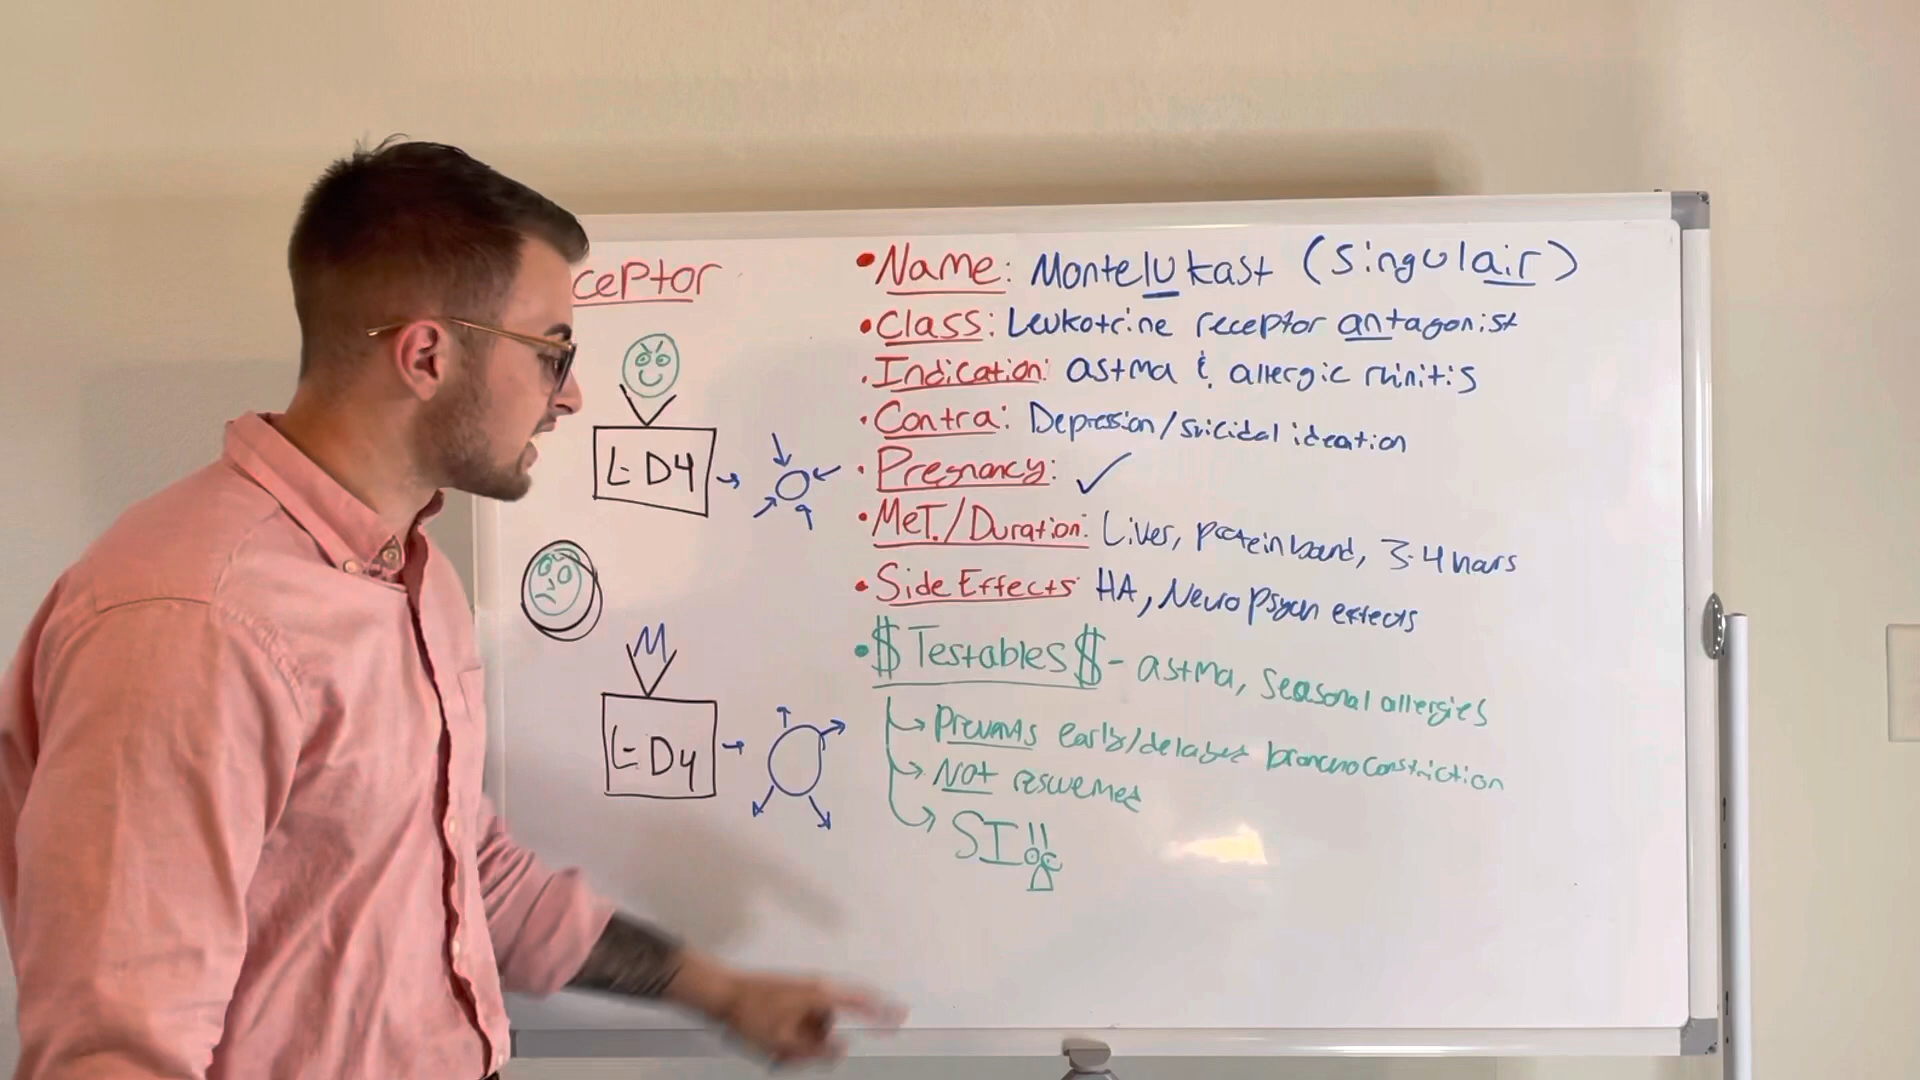 ceptor
L-D4
M
L-D4
• Name: Montelukast (Singulair)
• Class: Leukotrine receptor antagonist
• Indication: astma & allergic rhinitis
• Contra: Depression/suicidal ideation
• Pregnancy: ✓
• MeT./Duration: Liver, protein bound, 3-4 hours
• Side Effects: HA, Neuro psych effects
• $ Testables $ - astma, seasonal allergies
↳ Prevents early/delayed bronchoconstriction
↳ Not rescue med
↳ SI!!